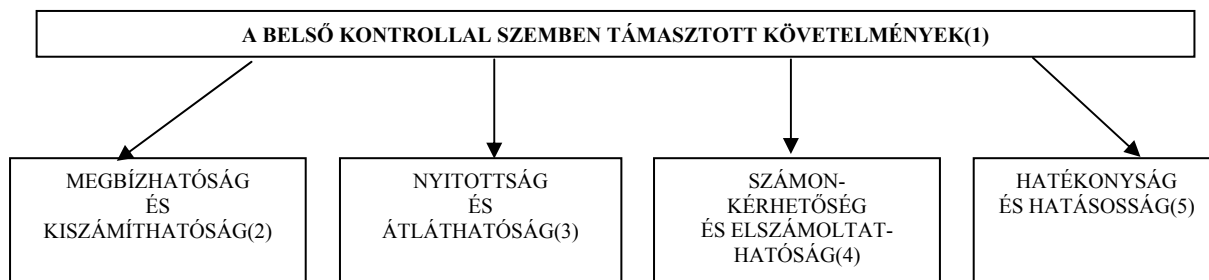 A BELSŐ KONTROLLAL SZEMBEN TÁMASZTOTT KÖVETELMÉNYEK(1)
MEGBÍZHATÓSÁG
ÉS
KISZÁMÍTHATÓSÁG(2)
NYITOTTSÁG
ÉS
ÁTLÁTHATÓSÁG(3)
SZÁMON-
KÉRHETŐSÉG
ÉS ELSZÁMOLTAT-
HATÓSÁG(4)
HATÉKONYSÁG
ÉS HATÁSOSSÁG(5)